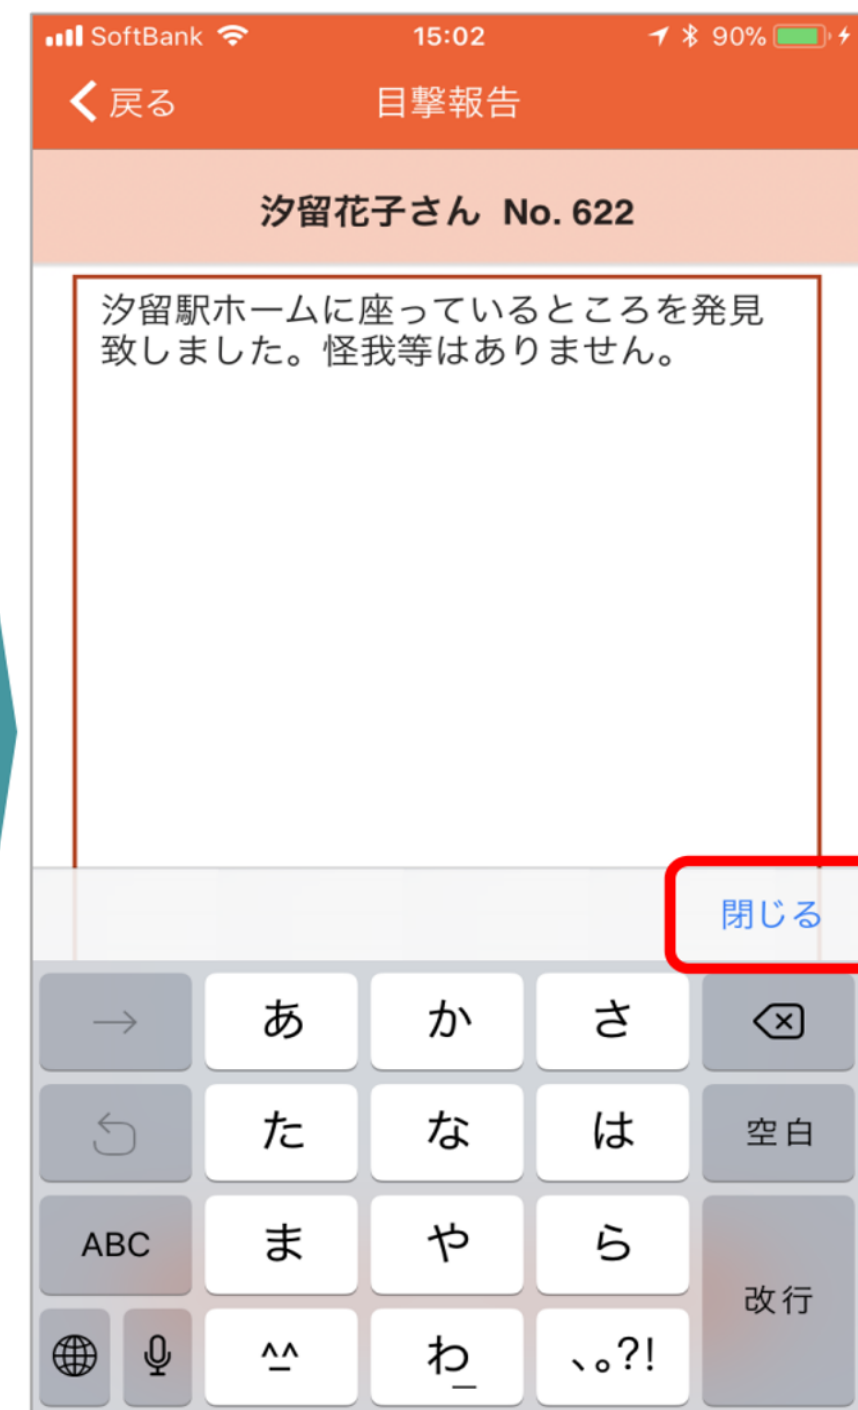 SoftBank 15:02 90%
戻る 目撃報告
汐留花子さん No. 622
汐留駅ホームに座っているところを発見
致しました。怪我等はありません。
閉じる
→ あ か さ
た な は 空白
ABC ま や ら
改行
^_^ わ_ 、。?!